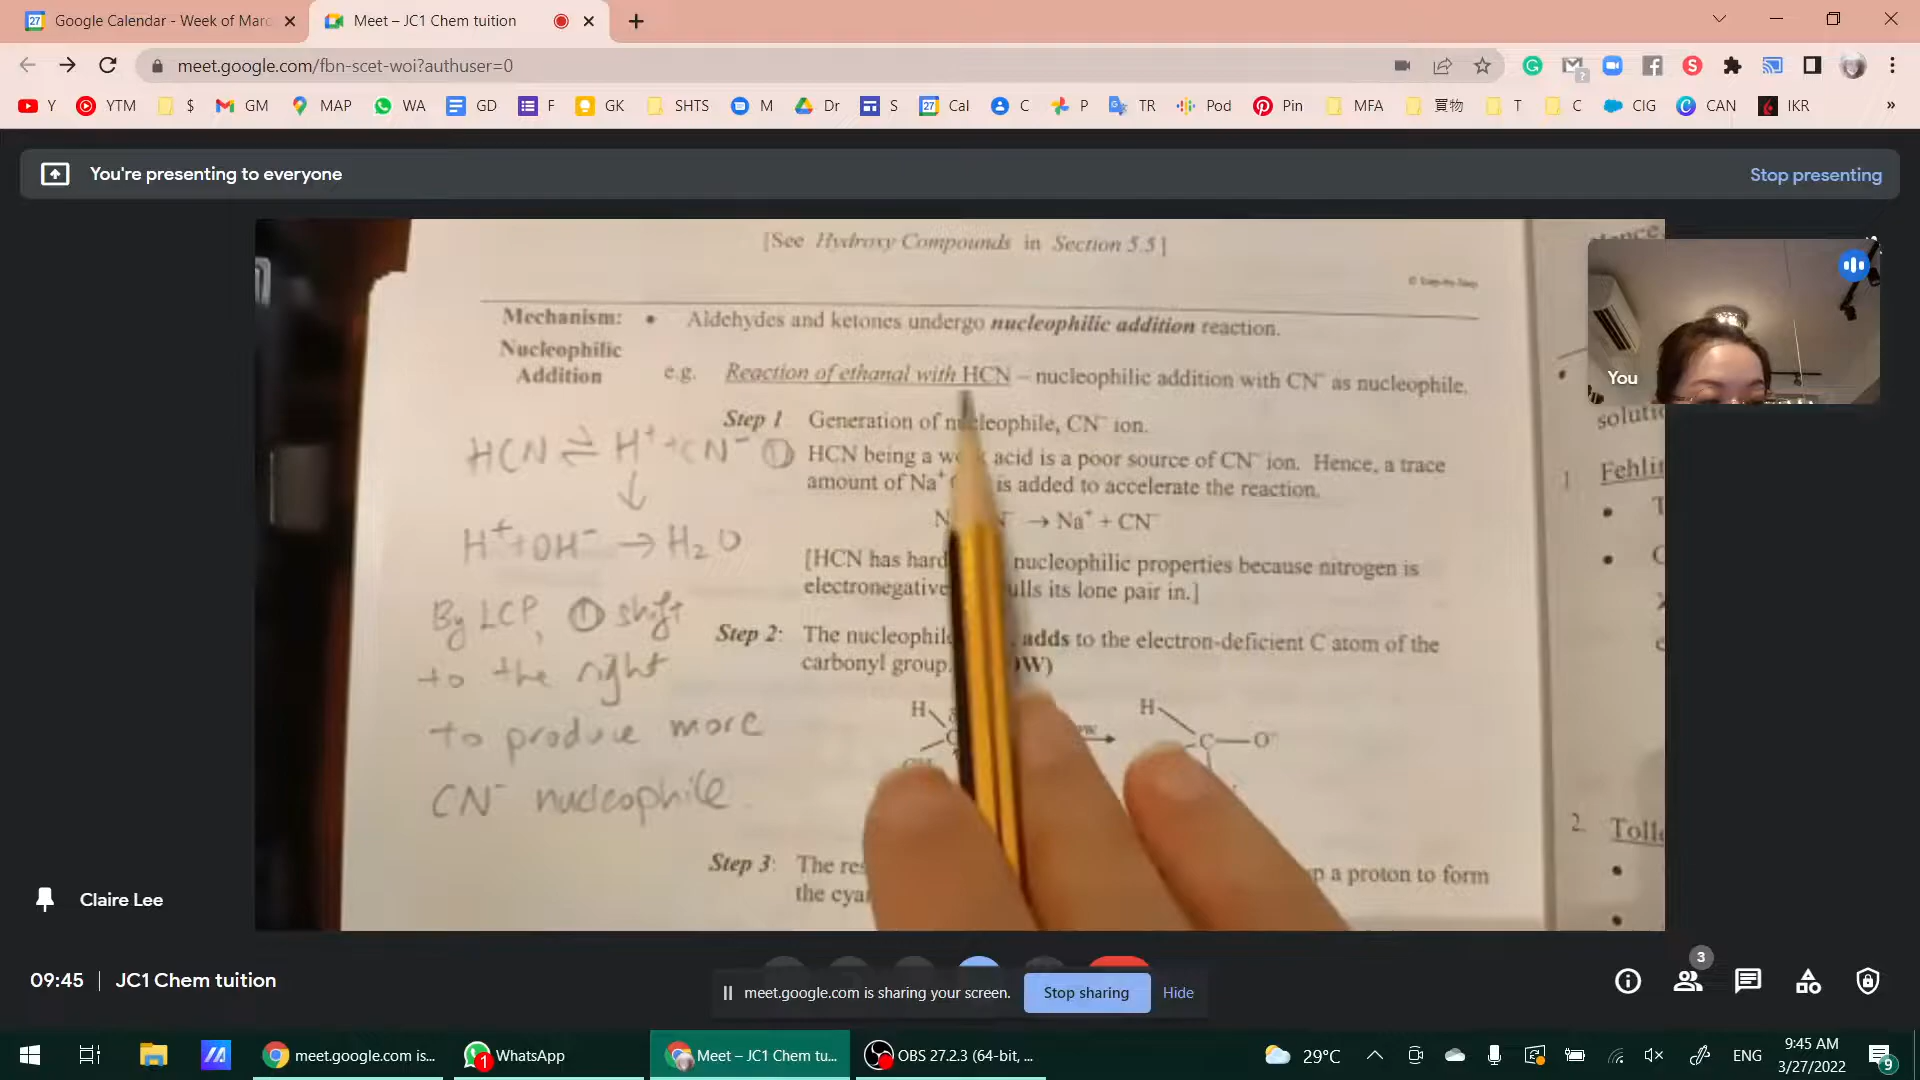 Google Calendar - Week of Marc
Meet – JC1 Chem tuition
meet.google.com/fbn-scet-woi?authuser=0
Y YTM $ GM MAP WA GD F GK SHTS M Dr S Cal C P TR Pod Pin MFA 買物 T C CIG CAN IKR »
You're presenting to everyone
Stop presenting
[See Hydroxy Compounds in Section 5.5]
© Step-by-Step
Mechanism:
Nucleophilic
Addition
• Aldehydes and ketones undergo nucleophilic addition reaction.
e.g. Reaction of ethanal with HCN – nucleophilic addition with CN⁻ as nucleophile.
Step 1 Generation of nucleophile, CN⁻ ion.
HCN being a acid is a poor source of CN⁻ ion. Hence, a trace
amount of Na⁺ is added to accelerate the reaction.
→ Na⁺ + CN⁻
[HCN has nucleophilic properties because nitrogen is
electronegative its lone pair in.]
Step 2: The adds to the electron-deficient C atom of the
carbonyl group.
H
C
H
C—O⁻
Step 3: The a proton to form
the
HCN ⇌ H⁺ + CN⁻ ①
↓
H⁺ + OH⁻ → H₂O
By LCP, ① shift
to the right
to produce more
CN⁻ nucleophile
solutio
1 Fehlin
2. Tolle
You
Claire Lee
09:45 | JC1 Chem tuition
3
meet.google.com is sharing your screen.
Stop sharing
Hide
meet.google.com is...
1
WhatsApp
Meet – JC1 Chem tu...
OBS 27.2.3 (64-bit, ...
29°C
ENG
9:45 AM
3/27/2022
9